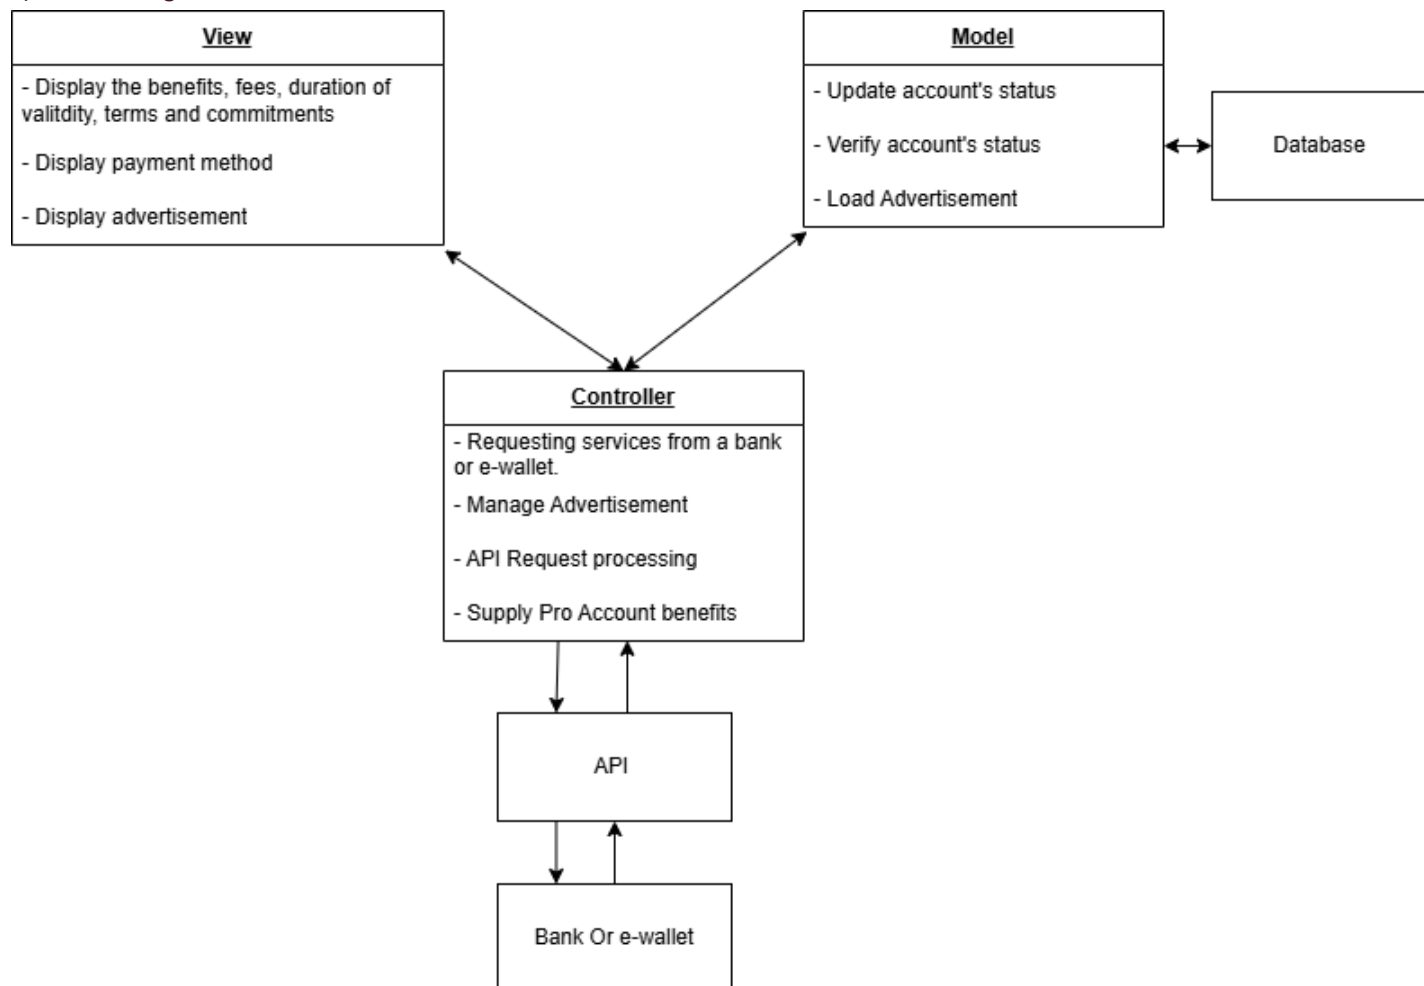 View
- Display the benefits, fees, duration of
valitdity, terms and commitments
- Display payment method
- Display advertisement
Model
- Update account's status
- Verify account's status
- Load Advertisement
Database
Controller
- Requesting services from a bank
or e-wallet.
- Manage Advertisement
- API Request processing
- Supply Pro Account benefits
API
Bank Or e-wallet